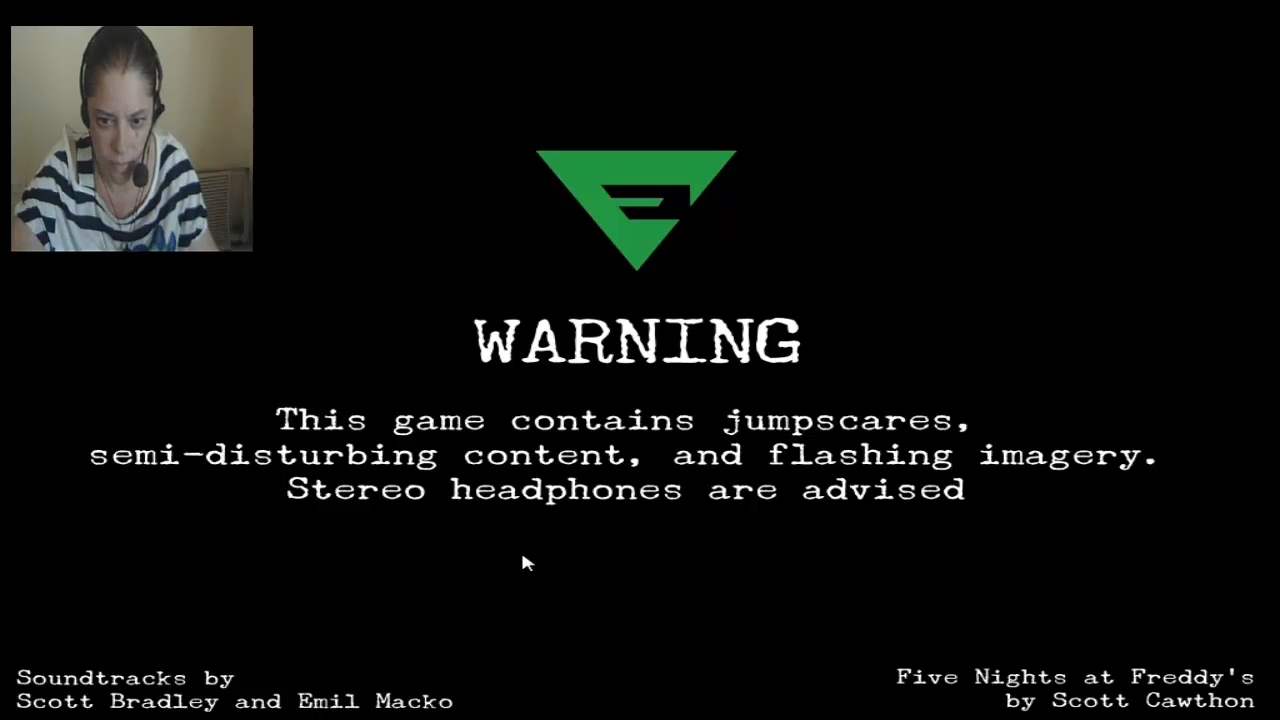 WARNING
This game contains jumpscares,
semi-disturbing content, and flashing imagery.
Stereo headphones are advised
Soundtracks by
Scott Bradley and Emil Macko
Five Nights at Freddy's
by Scott Cawthon